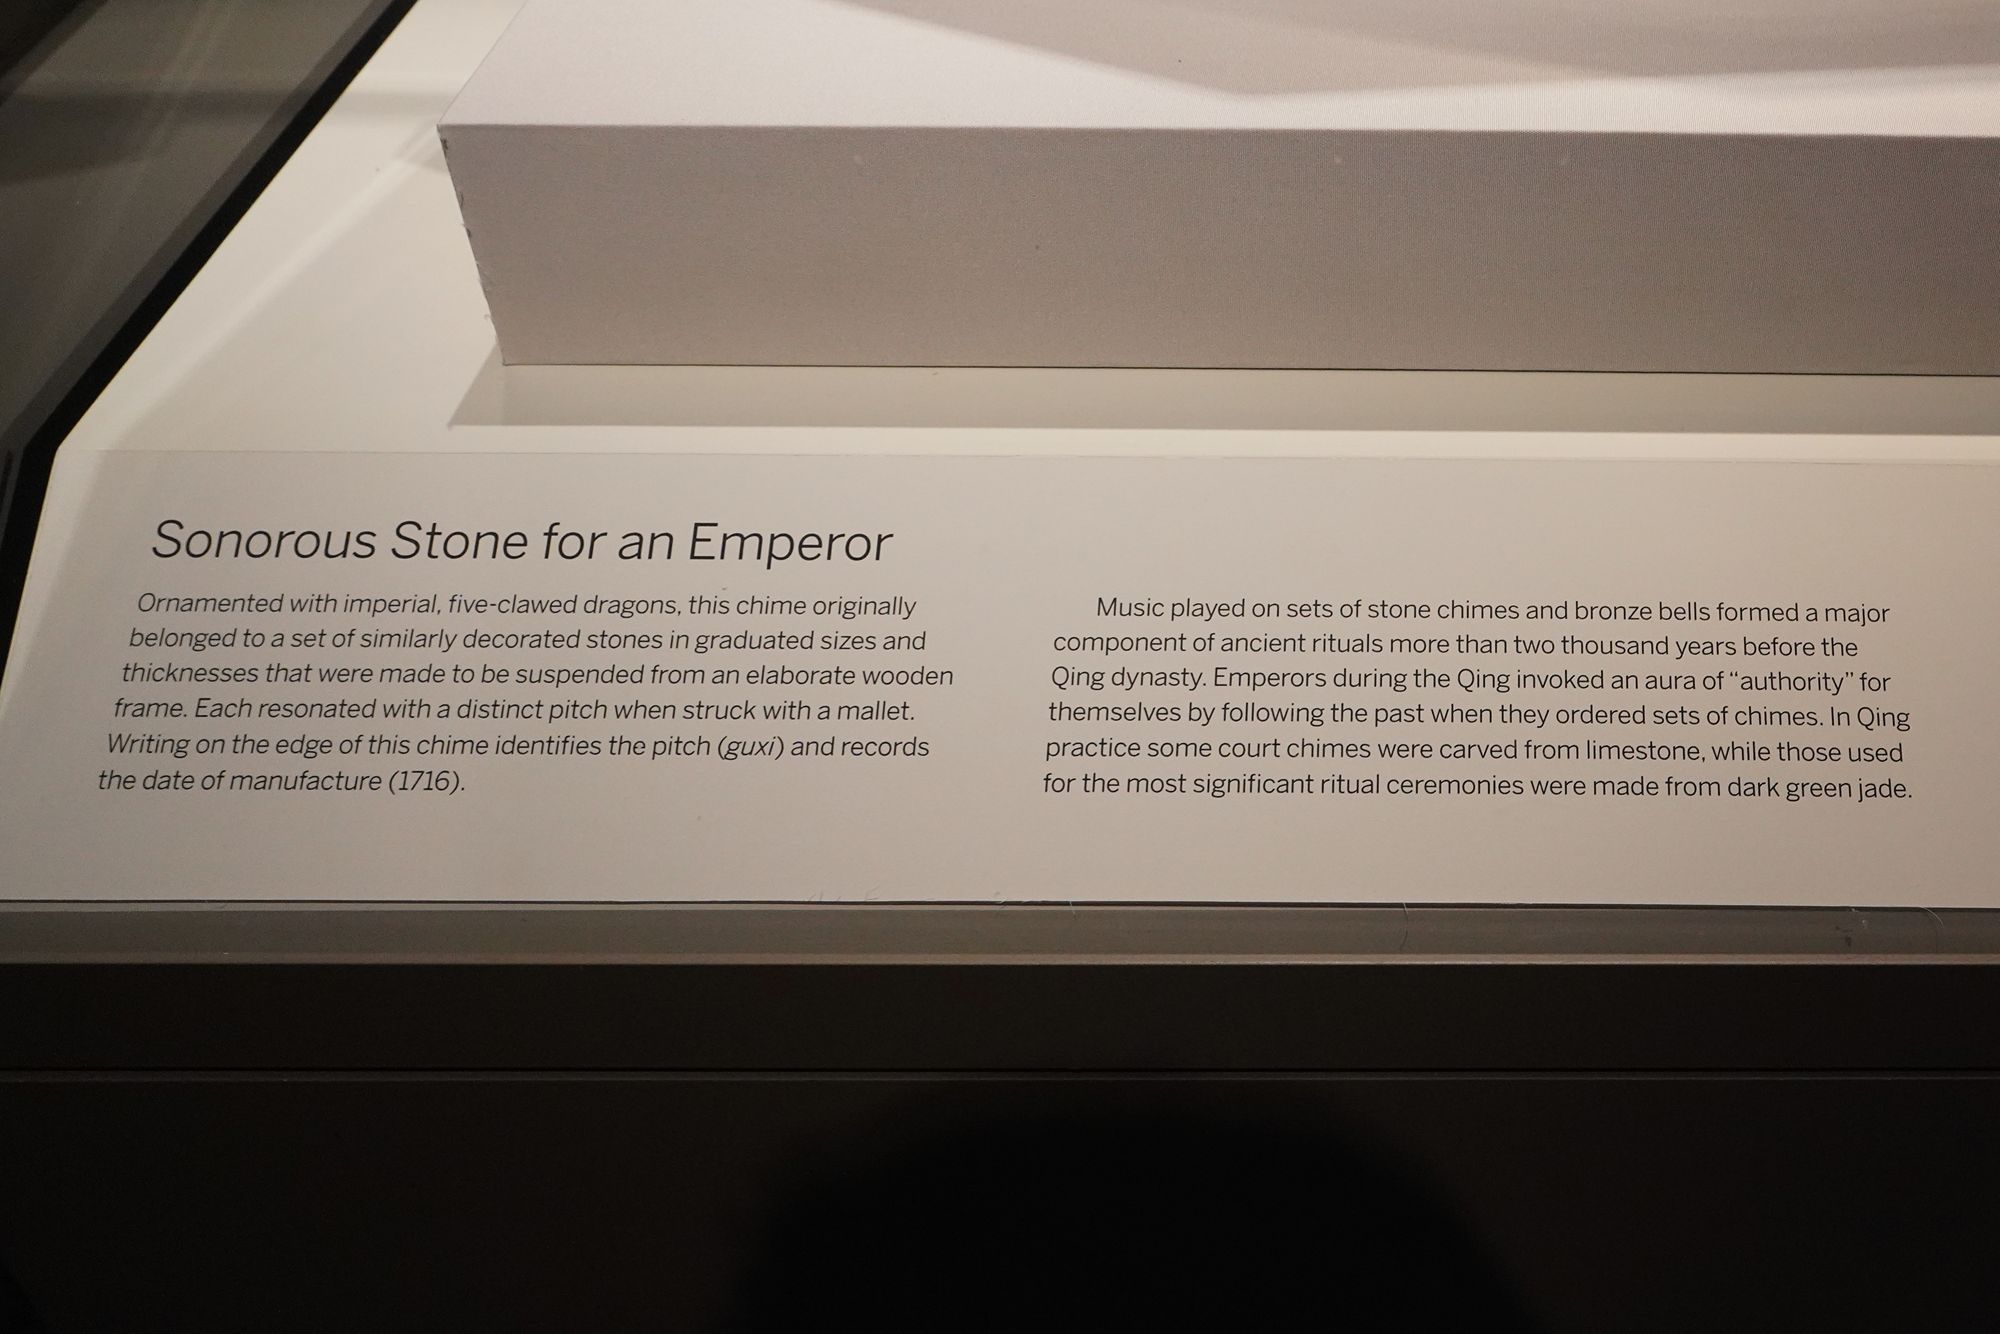 Sonorous Stone for an Emperor
Ornamented with imperial, five-clawed dragons, this chime originally
belonged to a set of similarly decorated stones in graduated sizes and
thicknesses that were made to be suspended from an elaborate wooden
frame. Each resonated with a distinct pitch when struck with a mallet.
Writing on the edge of this chime identifies the pitch (guxi) and records
the date of manufacture (1716).
Music played on sets of stone chimes and bronze bells formed a major
component of ancient rituals more than two thousand years before the
Qing dynasty. Emperors during the Qing invoked an aura of “authority” for
themselves by following the past when they ordered sets of chimes. In Qing
practice some court chimes were carved from limestone, while those used
for the most significant ritual ceremonies were made from dark green jade.